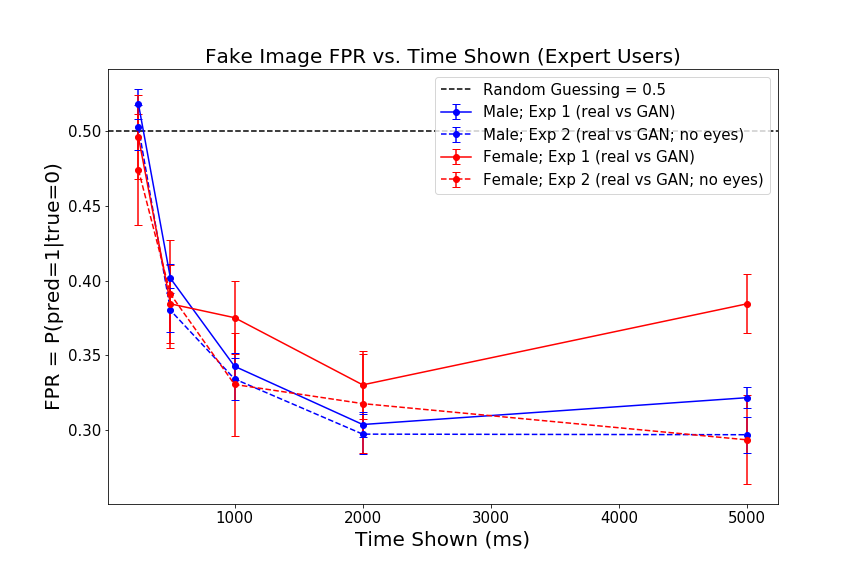 Fake Image FPR vs. Time Shown (Expert Users)
Random Guessing = 0.5
Male; Exp 1 (real vs GAN)
Male; Exp 2 (real vs GAN; no eyes)
Female; Exp 1 (real vs GAN)
Female; Exp 2 (real vs GAN; no eyes)
FPR = P(pred=1|true=0)
0.50
0.45
0.40
0.35
0.30
1000 2000 3000 4000 5000
Time Shown (ms)